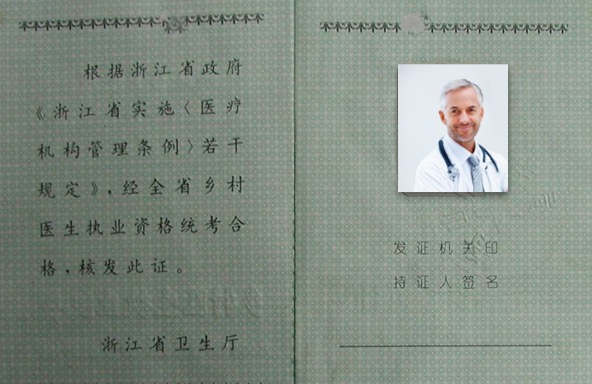 根据浙江省政府
《浙江省实施〈医疗
机构管理条例〉若干
规定》,经全省乡村
医生执业资格统考合
格,核发此证。
浙江省卫生厅
发证机关印
持证人签名